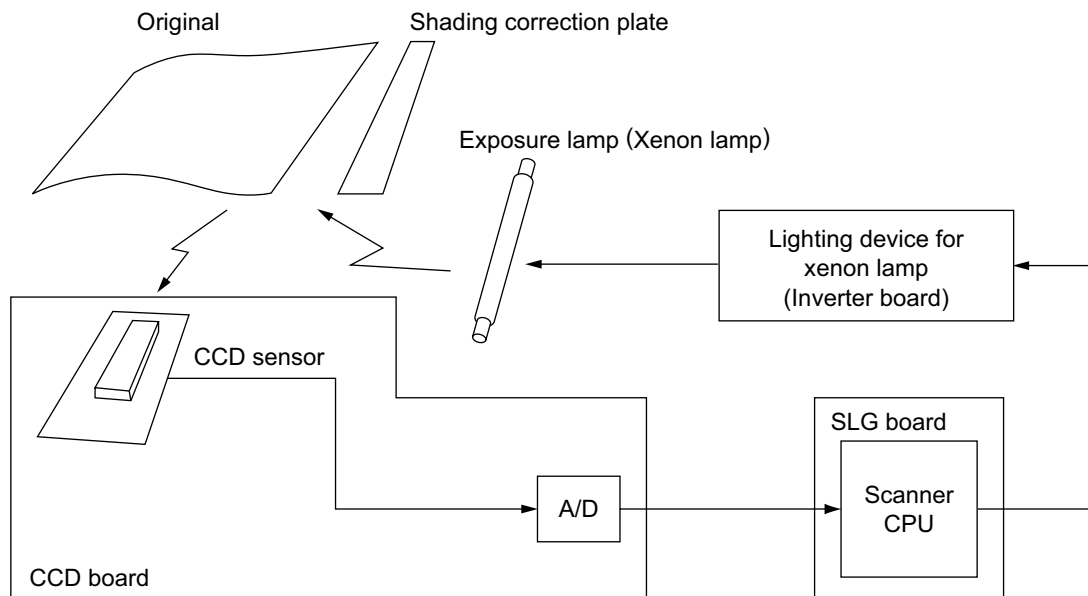 Original
Shading correction plate
Exposure lamp (Xenon lamp)
Lighting device for
xenon lamp
(Inverter board)
CCD sensor
SLG board
Scanner
CPU
A/D
CCD board